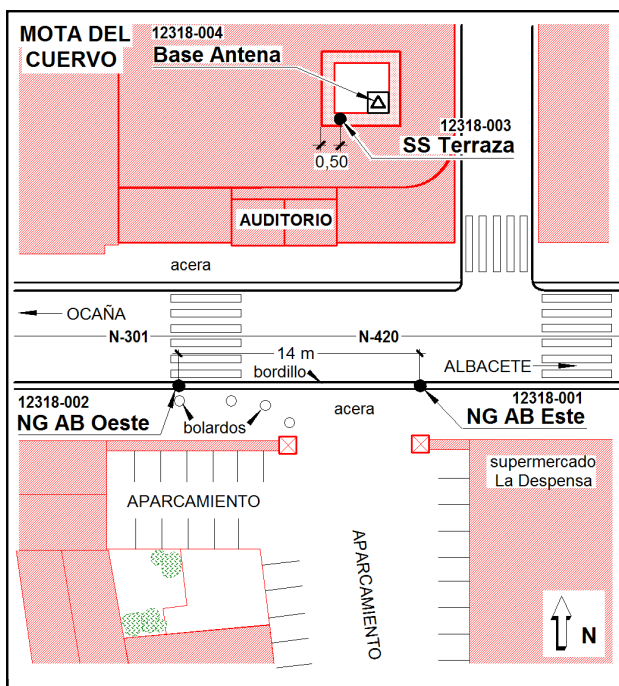 MOTA DEL
CUERVO
12318-004
Base Antena
12318-003
SS Terraza
0,50
AUDITORIO
acera
OCAÑA
N-301
N-420
14 m
ALBACETE
bordillo
12318-002
NG AB Oeste
acera
12318-001
NG AB Este
bolardos
supermercado
La Despensa
APARCAMIENTO
APARCAMIENTO
N